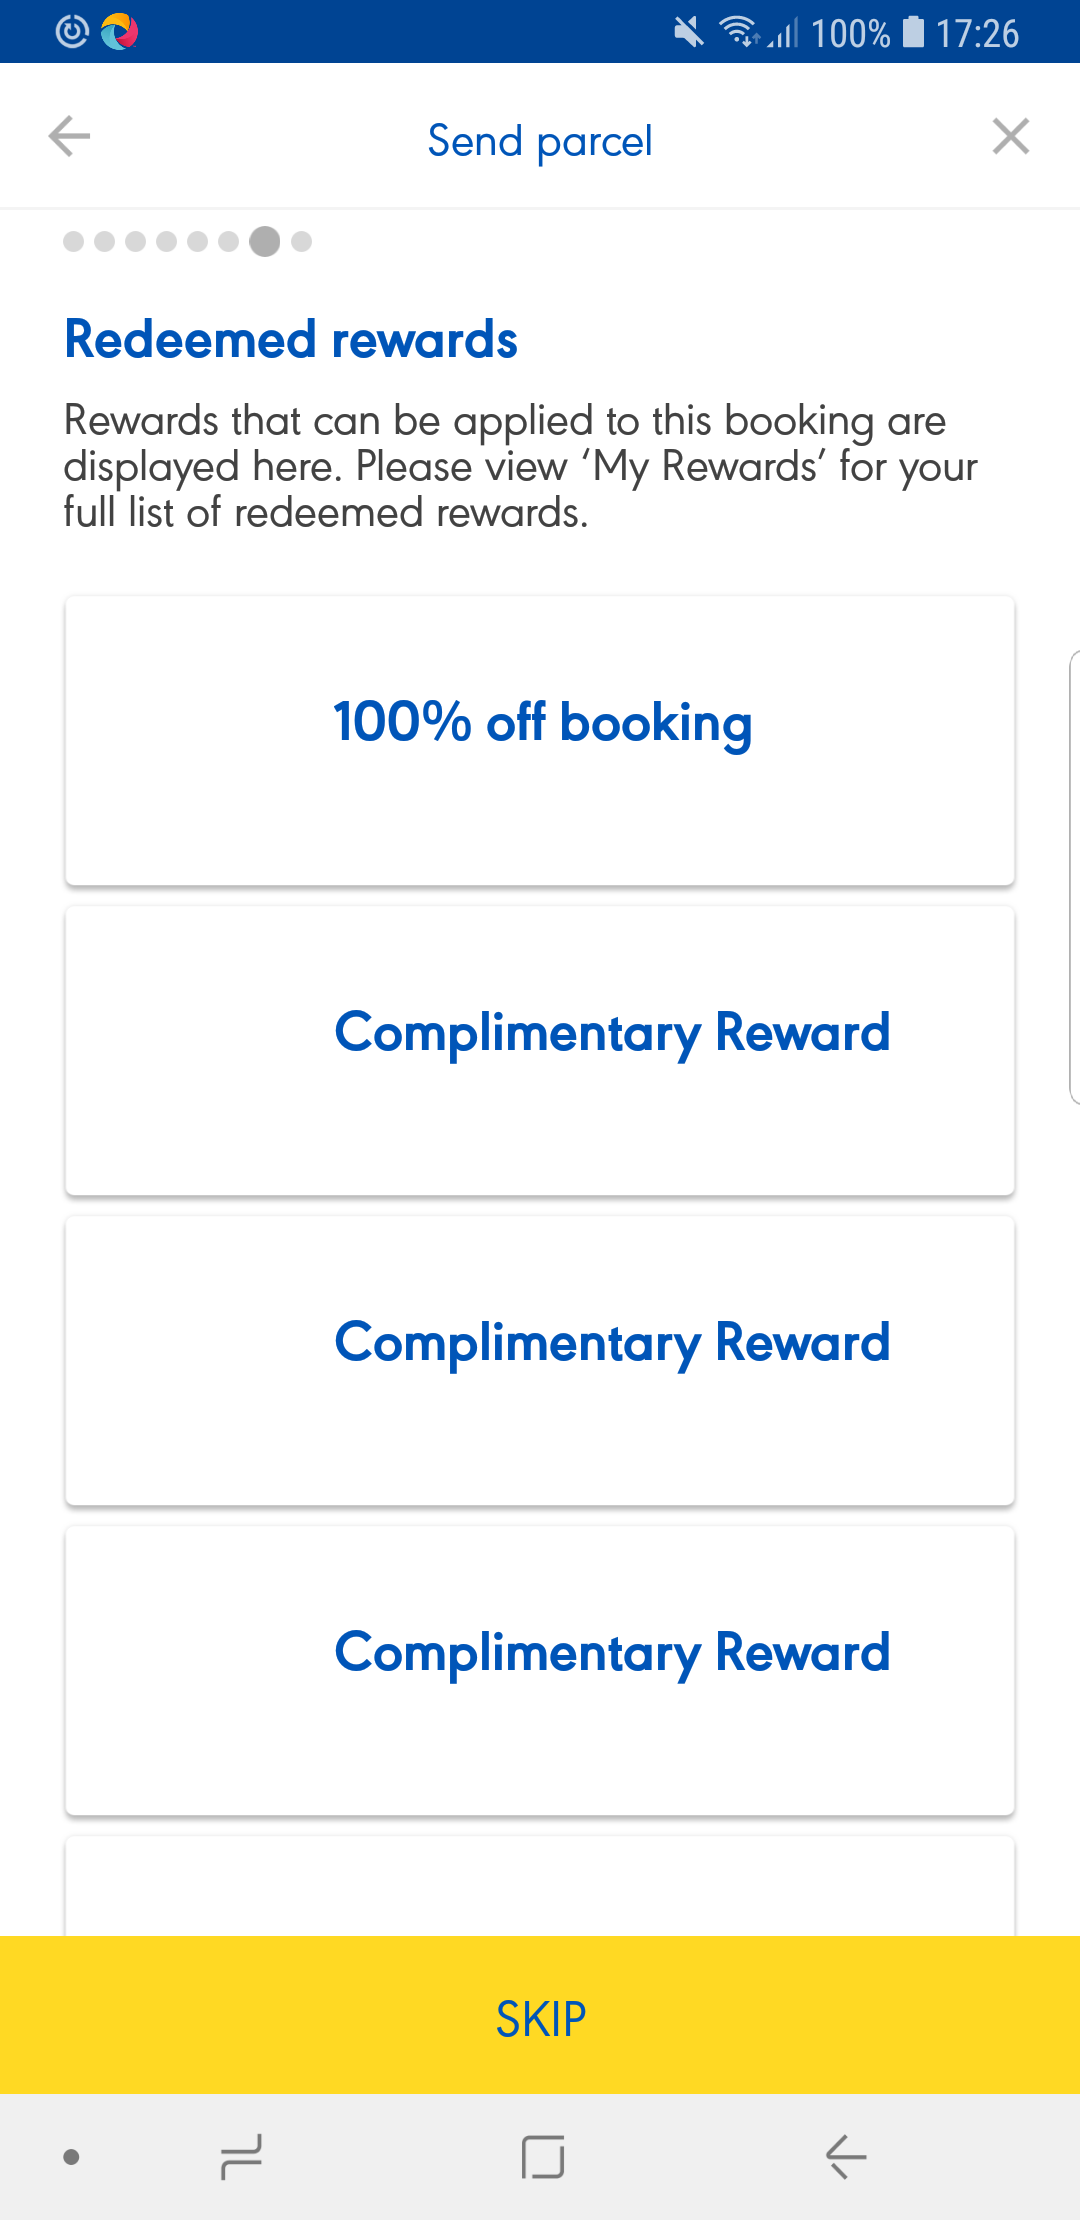 100% 17:26
Send parcel
Redeemed rewards
Rewards that can be applied to this booking are
displayed here. Please view ‘My Rewards’ for your
full list of redeemed rewards.
100% off booking
Complimentary Reward
Complimentary Reward
Complimentary Reward
SKIP